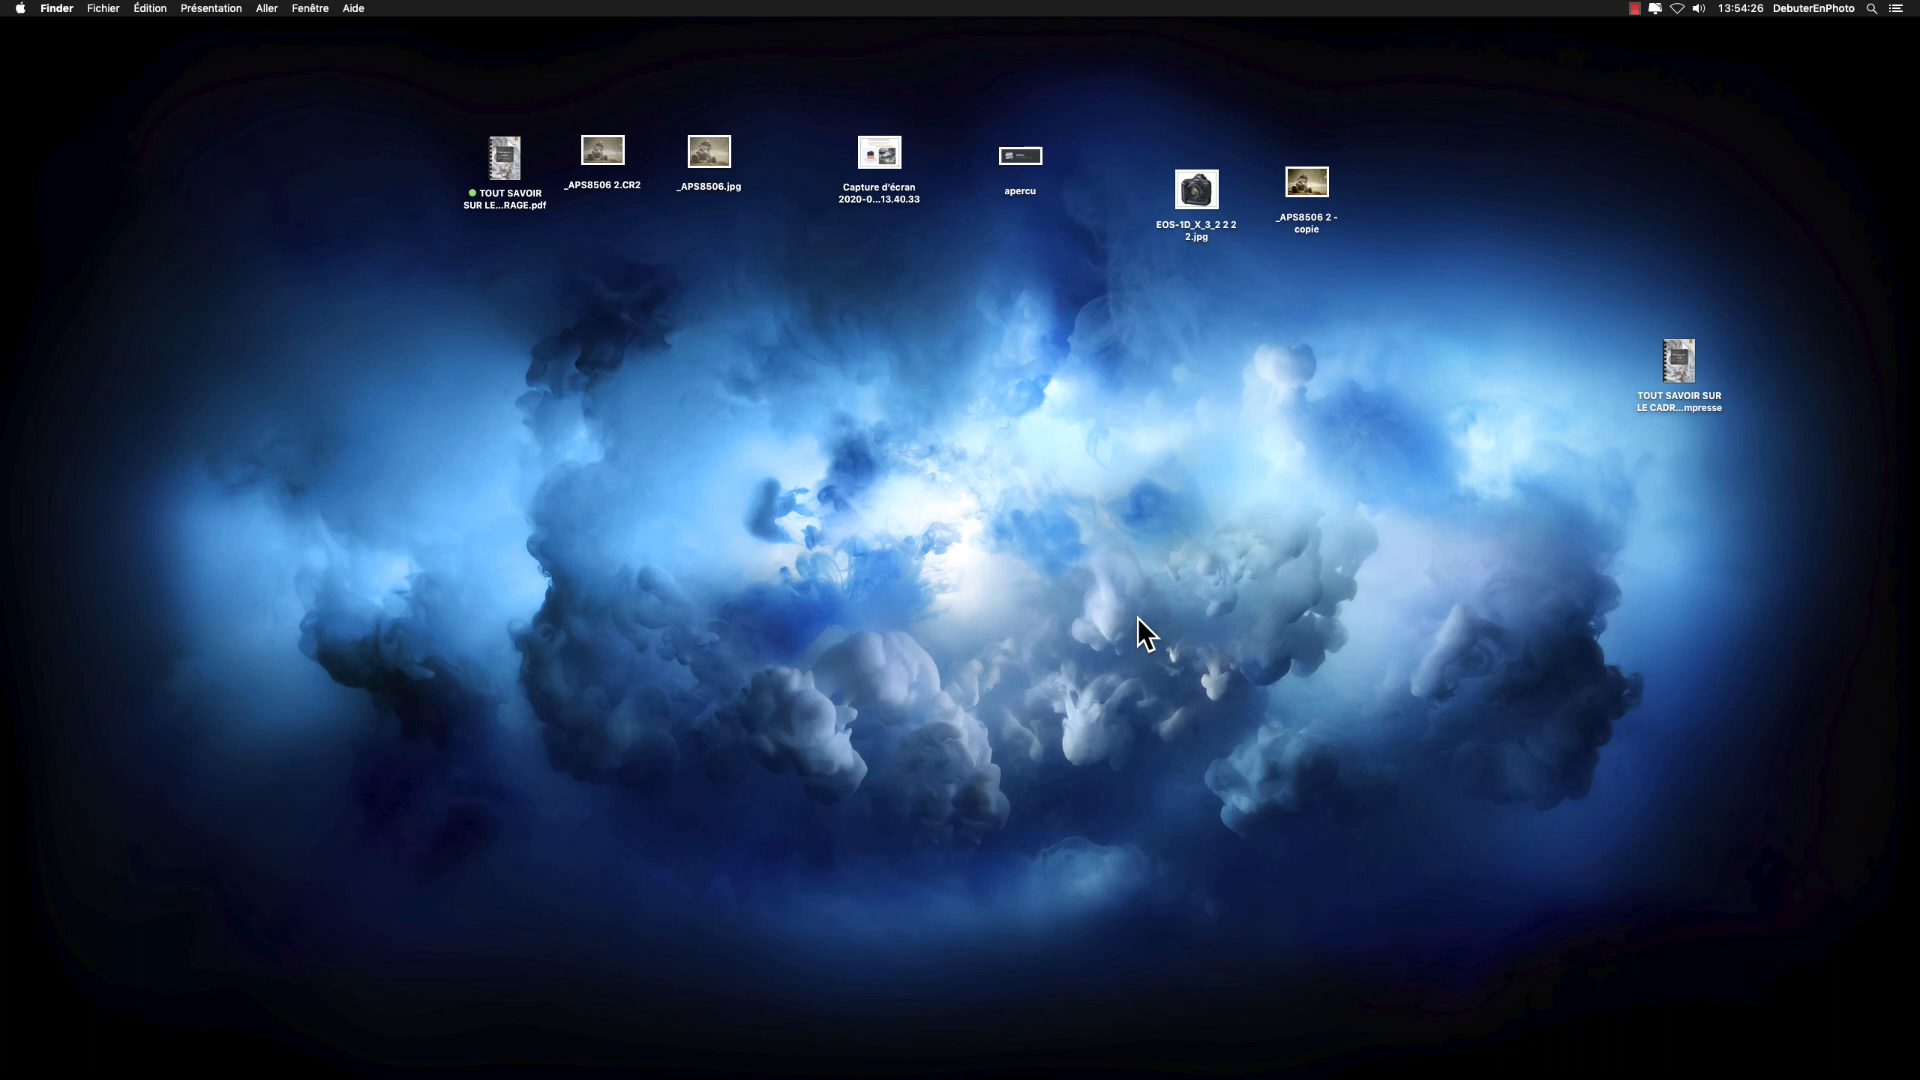 Finder Fichier Édition Présentation Aller Fenêtre Aide 13:54:26 DebuterEnPhoto
TOUT SAVOIR
SUR LE...RAGE.pdf
_APS8506 2.CR2
_APS8506.jpg
Capture d'écran
2020-0...13.40.33
apercu
EOS-1D_X_3_2 2 2
2.jpg
_APS8506 2 -
copie
TOUT SAVOIR SUR
LE CADR...mpresse